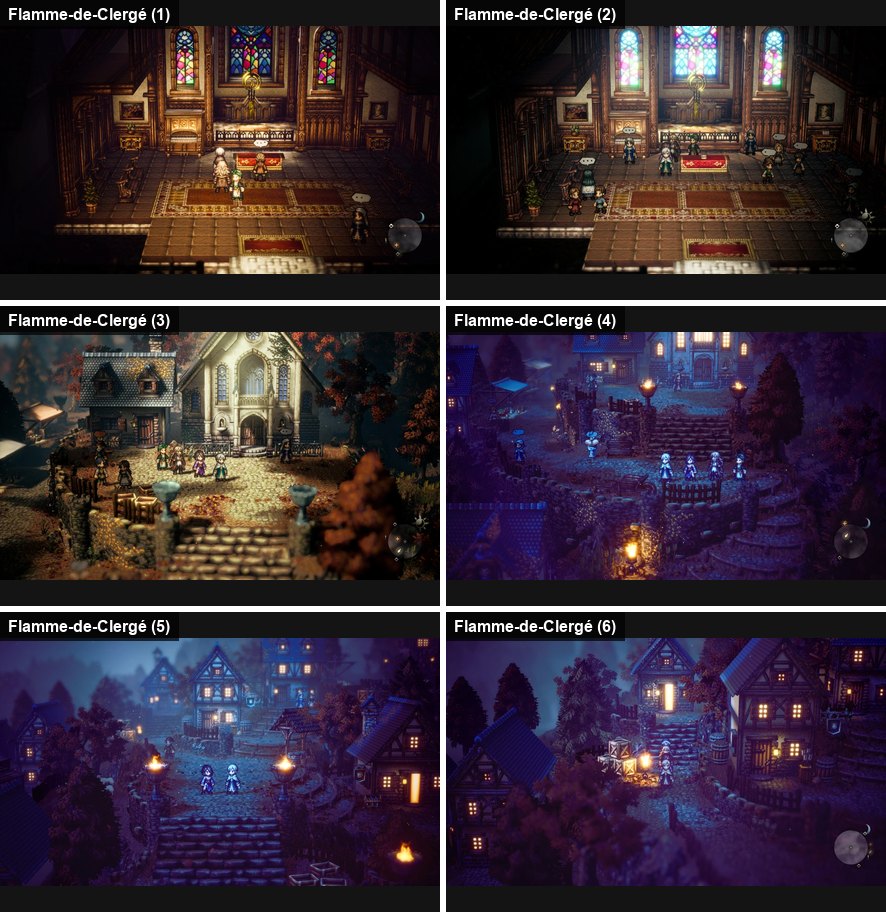 Flamme-de-Clergé (1)
Flamme-de-Clergé (2)
Flamme-de-Clergé (3)
Flamme-de-Clergé (4)
Flamme-de-Clergé (5)
Flamme-de-Clergé (6)